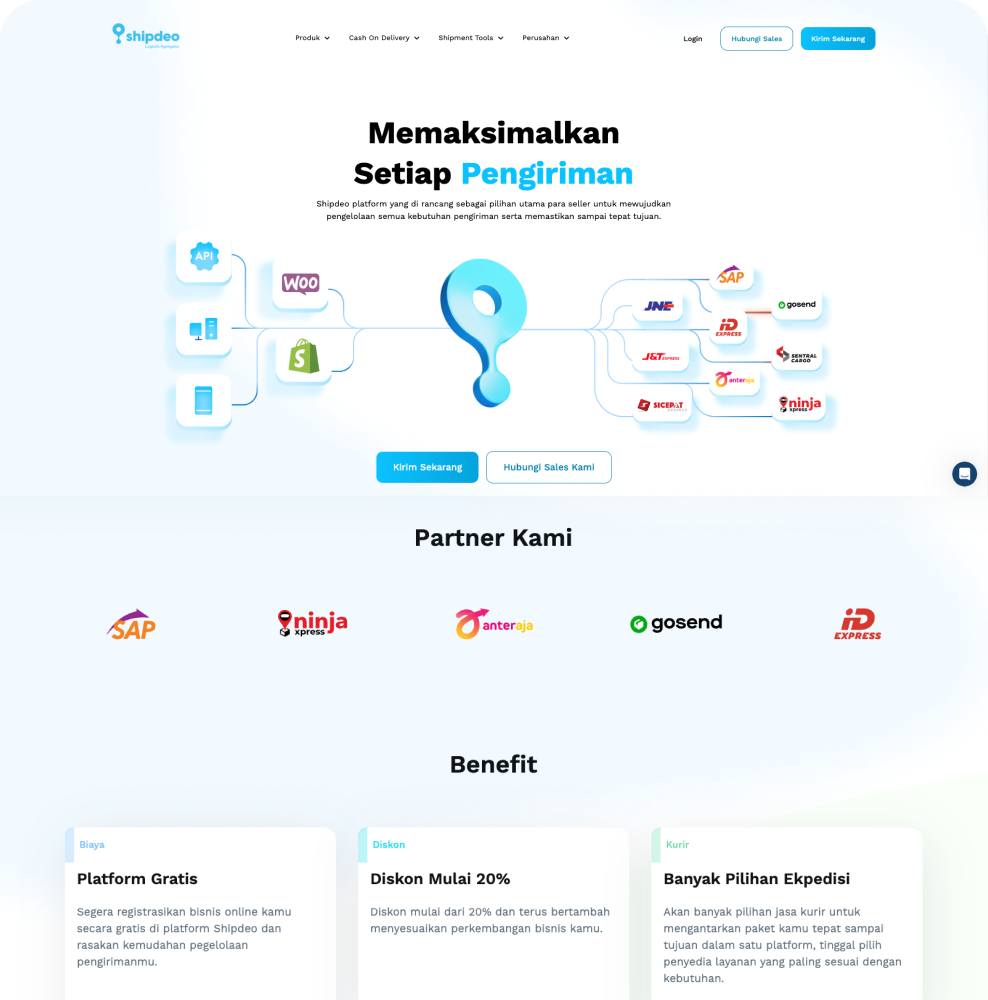 shipdeo
Logistik Agregator
Produk
Cash On Delivery
Shipment Tools
Perusahan
Login
Hubungi Sales
Kirim Sekarang
Memaksimalkan
Setiap Pengiriman
Shipdeo platform yang di rancang sebagai pilihan utama para seller untuk mewujudkan
pengelolaan semua kebutuhan pengiriman serta memastikan sampai tepat tujuan.
API
WOO
S
SAP
JNE
gosend
iD
EXPRESS
J&T EXPRESS
SENTRAL
CARGO
anteraja
SICEPAT
EKSPRES
ninja
xpress
Kirim Sekarang
Hubungi Sales Kami
Partner Kami
SAP
ninja
xpress
anteraja
gosend
iD
EXPRESS
Benefit
Biaya
Platform Gratis
Segera registrasikan bisnis online kamu
secara gratis di platform Shipdeo dan
rasakan kemudahan pegelolaan
pengirimanmu.
Diskon
Diskon Mulai 20%
Diskon mulai dari 20% dan terus bertambah
menyesuaikan perkembangan bisnis kamu.
Kurir
Banyak Pilihan Ekpedisi
Akan banyak pilihan jasa kurir untuk
mengantarkan paket kamu tepat sampai
tujuan dalam satu platform, tinggal pilih
penyedia layanan yang paling sesuai dengan
kebutuhan.